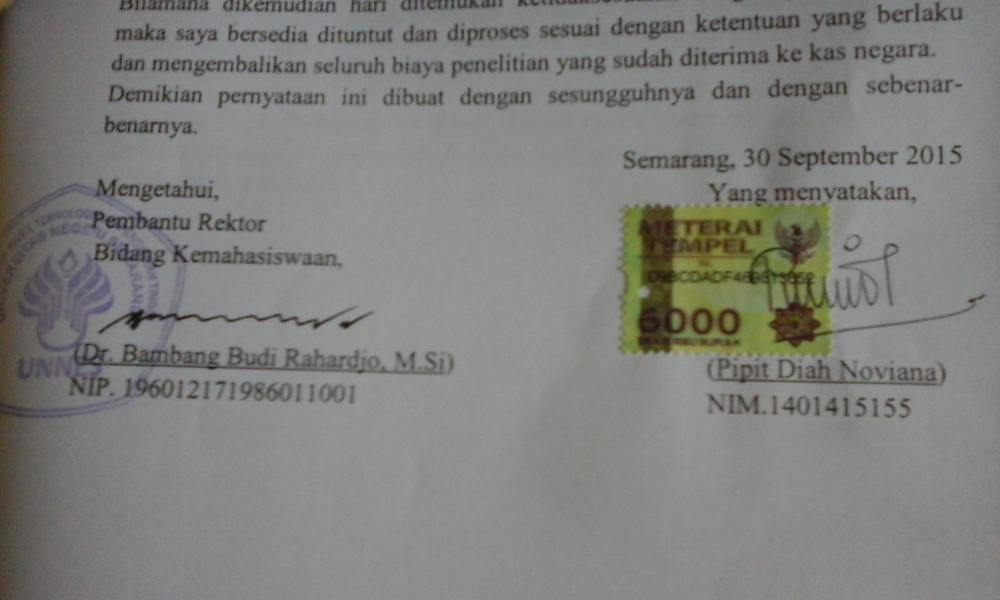 Bilamana dikemudian hari ditemukan
maka saya bersedia dituntut dan diproses sesuai dengan ketentuan yang berlaku
dan mengembalikan seluruh biaya penelitian yang sudah diterima ke kas negara.
Demikian pernyataan ini dibuat dengan sesungguhnya dan dengan sebenar-
benarnya.
Semarang, 30 September 2015
Mengetahui,
Pembantu Rektor
Bidang Kemahasiswaan,
Yang menyatakan,
METERAI
TEMPEL
6000
UNNES
(Dr. Bambang Budi Rahardjo, M.Si)
NIP. 196012171986011001
(Pipit Diah Noviana)
NIM.1401415155